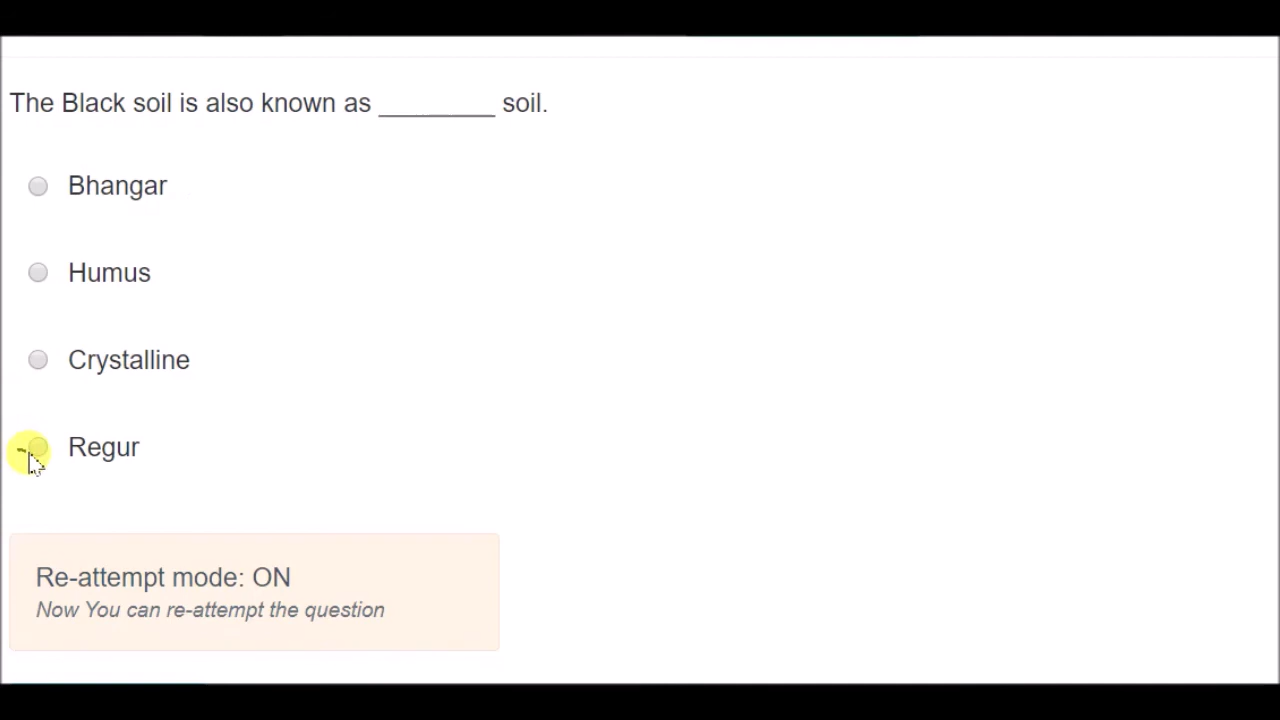 The Black soil is also known as ________ soil.
Bhangar
Humus
Crystalline
Regur
Re-attempt mode: ON
Now You can re-attempt the question